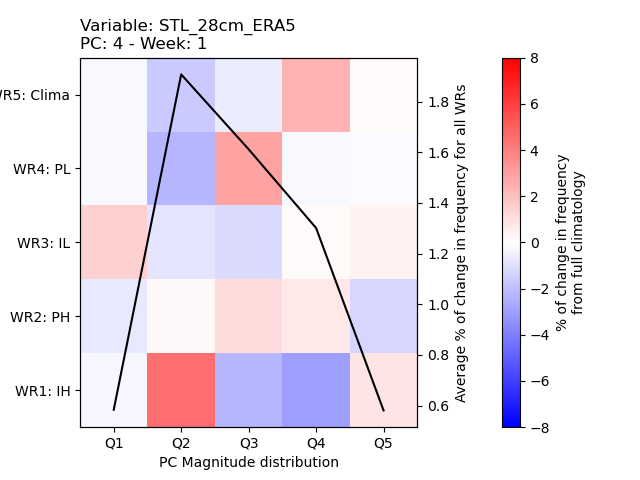 Variable: STL_28cm_ERA5
PC: 4 - Week: 1
WR5: Clima
WR4: PL
WR3: IL
WR2: PH
WR1: IH
Q1 Q2 Q3 Q4 Q5
PC Magnitude distribution
1.8
1.6
1.4
1.2
1.0
0.8
0.6
Average % of change in frequency for all WRs
8
6
4
2
0
−2
−4
−6
−8
% of change in frequency
from full climatology